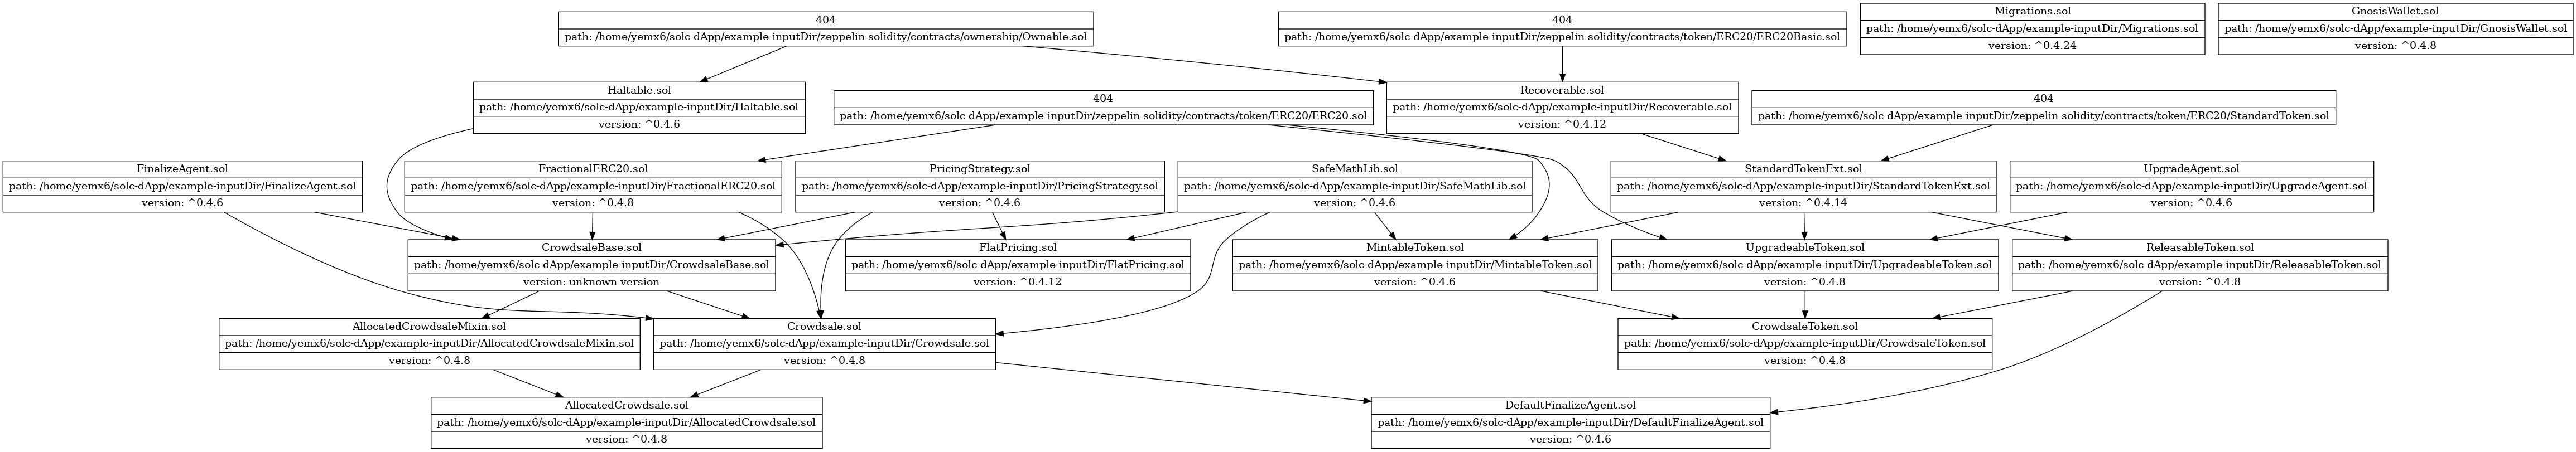 404
path: /home/yemx6/solc-dApp/example-inputDir/zeppelin-solidity/contracts/ownership/Ownable.sol
404
path: /home/yemx6/solc-dApp/example-inputDir/zeppelin-solidity/contracts/token/ERC20/ERC20Basic.sol
Migrations.sol
path: /home/yemx6/solc-dApp/example-inputDir/Migrations.sol
version: ^0.4.24
GnosisWallet.sol
path: /home/yemx6/solc-dApp/example-inputDir/GnosisWallet.sol
version: ^0.4.8
Haltable.sol
path: /home/yemx6/solc-dApp/example-inputDir/Haltable.sol
version: ^0.4.6
404
path: /home/yemx6/solc-dApp/example-inputDir/zeppelin-solidity/contracts/token/ERC20/ERC20.sol
Recoverable.sol
path: /home/yemx6/solc-dApp/example-inputDir/Recoverable.sol
version: ^0.4.12
404
path: /home/yemx6/solc-dApp/example-inputDir/zeppelin-solidity/contracts/token/ERC20/StandardToken.sol
FinalizeAgent.sol
path: /home/yemx6/solc-dApp/example-inputDir/FinalizeAgent.sol
version: ^0.4.6
FractionalERC20.sol
path: /home/yemx6/solc-dApp/example-inputDir/FractionalERC20.sol
version: ^0.4.8
PricingStrategy.sol
path: /home/yemx6/solc-dApp/example-inputDir/PricingStrategy.sol
version: ^0.4.6
SafeMathLib.sol
path: /home/yemx6/solc-dApp/example-inputDir/SafeMathLib.sol
version: ^0.4.6
StandardTokenExt.sol
path: /home/yemx6/solc-dApp/example-inputDir/StandardTokenExt.sol
version: ^0.4.14
UpgradeAgent.sol
path: /home/yemx6/solc-dApp/example-inputDir/UpgradeAgent.sol
version: ^0.4.6
CrowdsaleBase.sol
path: /home/yemx6/solc-dApp/example-inputDir/CrowdsaleBase.sol
version: unknown version
FlatPricing.sol
path: /home/yemx6/solc-dApp/example-inputDir/FlatPricing.sol
version: ^0.4.12
MintableToken.sol
path: /home/yemx6/solc-dApp/example-inputDir/MintableToken.sol
version: ^0.4.6
UpgradeableToken.sol
path: /home/yemx6/solc-dApp/example-inputDir/UpgradeableToken.sol
version: ^0.4.8
ReleasableToken.sol
path: /home/yemx6/solc-dApp/example-inputDir/ReleasableToken.sol
version: ^0.4.8
AllocatedCrowdsaleMixin.sol
path: /home/yemx6/solc-dApp/example-inputDir/AllocatedCrowdsaleMixin.sol
version: ^0.4.8
Crowdsale.sol
path: /home/yemx6/solc-dApp/example-inputDir/Crowdsale.sol
version: ^0.4.8
CrowdsaleToken.sol
path: /home/yemx6/solc-dApp/example-inputDir/CrowdsaleToken.sol
version: ^0.4.8
AllocatedCrowdsale.sol
path: /home/yemx6/solc-dApp/example-inputDir/AllocatedCrowdsale.sol
version: ^0.4.8
DefaultFinalizeAgent.sol
path: /home/yemx6/solc-dApp/example-inputDir/DefaultFinalizeAgent.sol
version: ^0.4.6